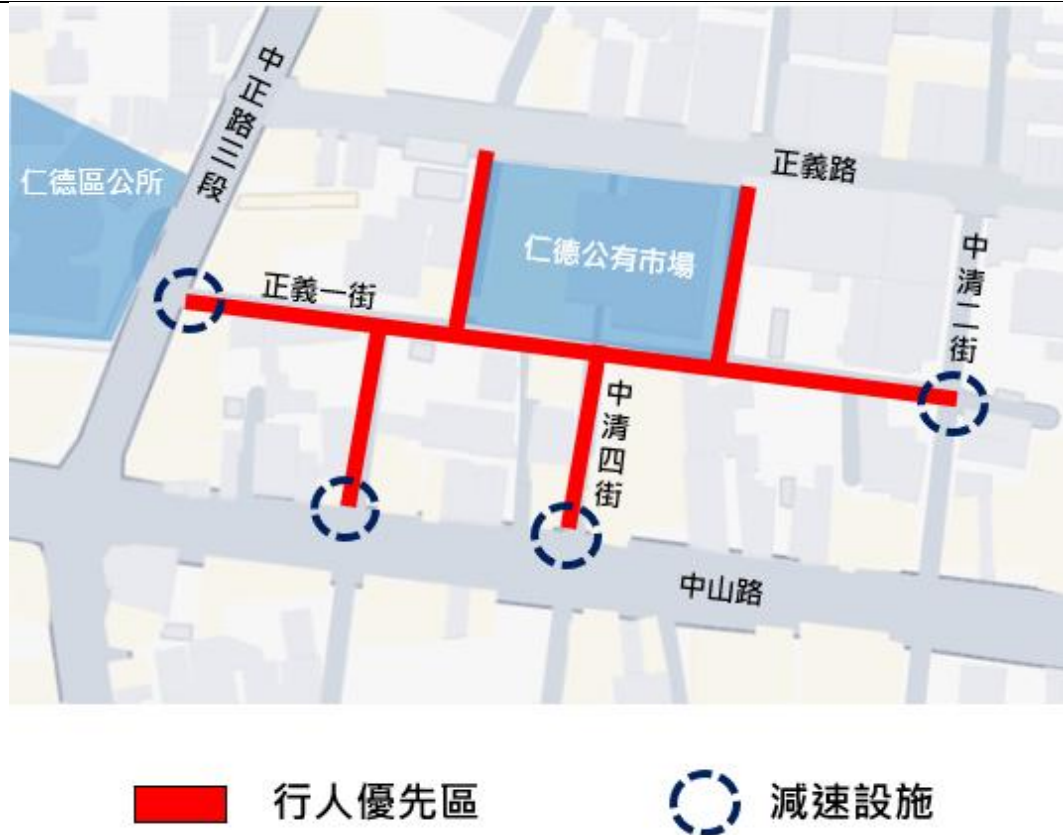 中正路三段
仁德區公所
正義路
仁德公有市場
中清二街
正義一街
中清四街
中山路
行人優先區
減速設施